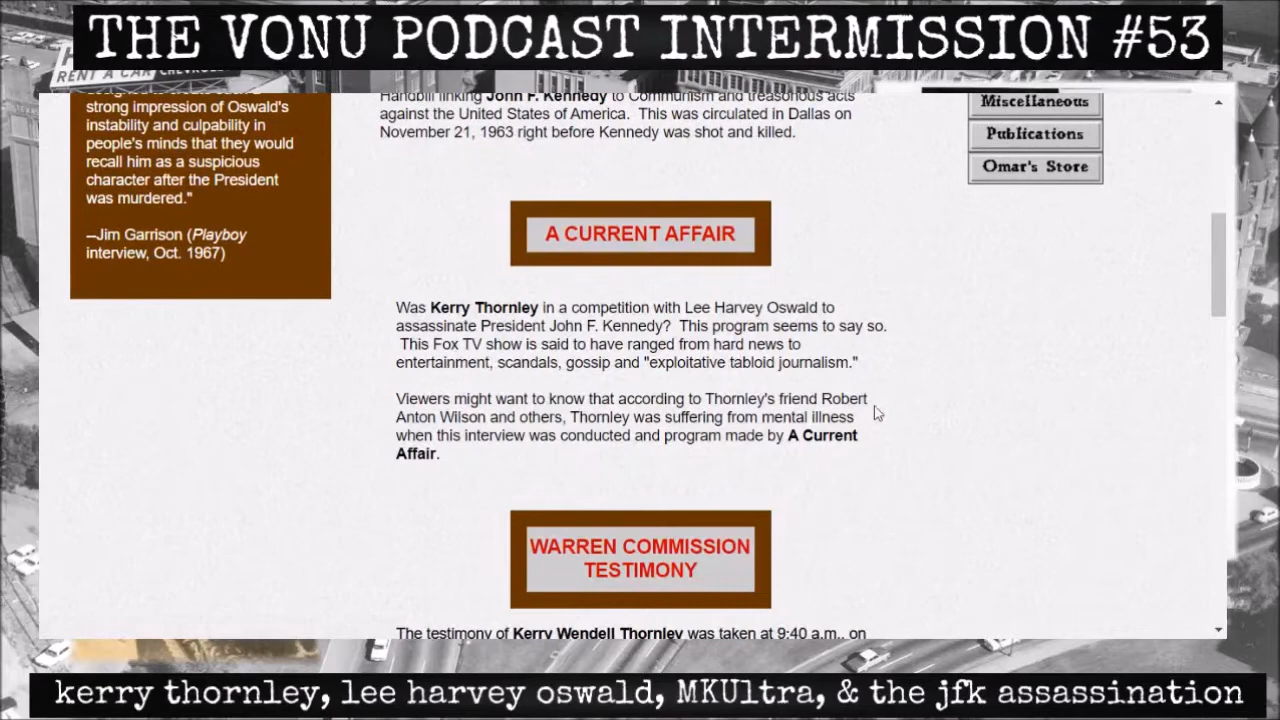 THE VONU PODCAST INTERMISSION #53
RENT A CAR CHEVROLET
strong impression of Oswald's
instability and culpability in
people's minds that they would
recall him as a suspicious
character after the President
was murdered."
--Jim Garrison (Playboy
interview, Oct. 1967)
Handbill linking John F. Kennedy to Communism and treasonous acts
against the United States of America.  This was circulated in Dallas on
November 21, 1963 right before Kennedy was shot and killed.
Miscellaneous
Publications
Omar's Store
A CURRENT AFFAIR
Was Kerry Thornley in a competition with Lee Harvey Oswald to
assassinate President John F. Kennedy?  This program seems to say so.
This Fox TV show is said to have ranged from hard news to
entertainment, scandals, gossip and "exploitative tabloid journalism."
Viewers might want to know that according to Thornley's friend Robert
Anton Wilson and others, Thornley was suffering from mental illness
when this interview was conducted and program made by A Current
Affair.
WARREN COMMISSION
TESTIMONY
The testimony of Kerry Wendell Thornley was taken at 9:40 a.m., on
kerry thornley, lee harvey oswald, MKUltra, & the jfk assassination